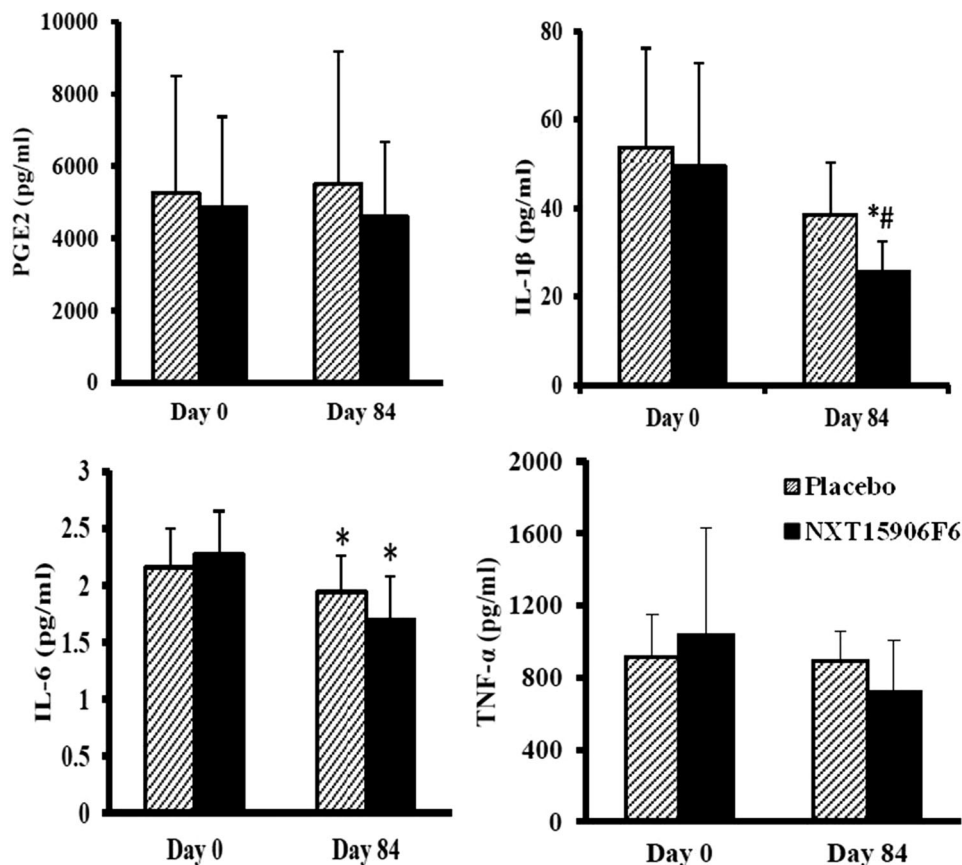 PGE2 (pg/ml)
10000
8000
6000
4000
2000
0
Day 0 Day 84
IL-1β (pg/ml)
80
60
40
20
0
*#
Day 0 Day 84
IL-6 (pg/ml)
3
2.5
2
1.5
1
0.5
0
* *
Day 0 Day 84
TNF-α (pg/ml)
2000
1600
1200
800
400
0
Placebo
NXT15906F6
Day 0 Day 84